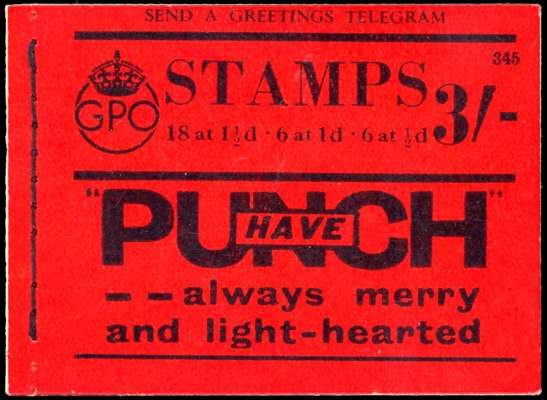 SEND A GREETINGS TELEGRAM
345
GPO
STAMPS 3/-
18 at 1½d · 6 at 1d · 6 at ½d
"PUNCH"
HAVE
-- always merry
and light-hearted